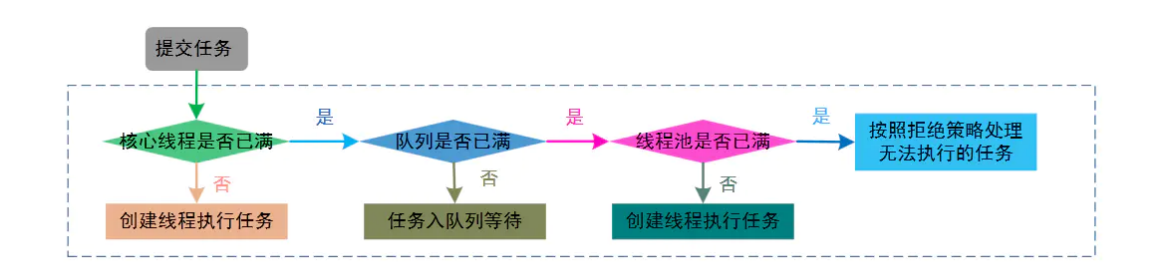 提交任务
核心线程是否已满
是
队列是否已满
是
线程池是否已满
是
按照拒绝策略处理
无法执行的任务
否
创建线程执行任务
否
任务入队列等待
否
创建线程执行任务